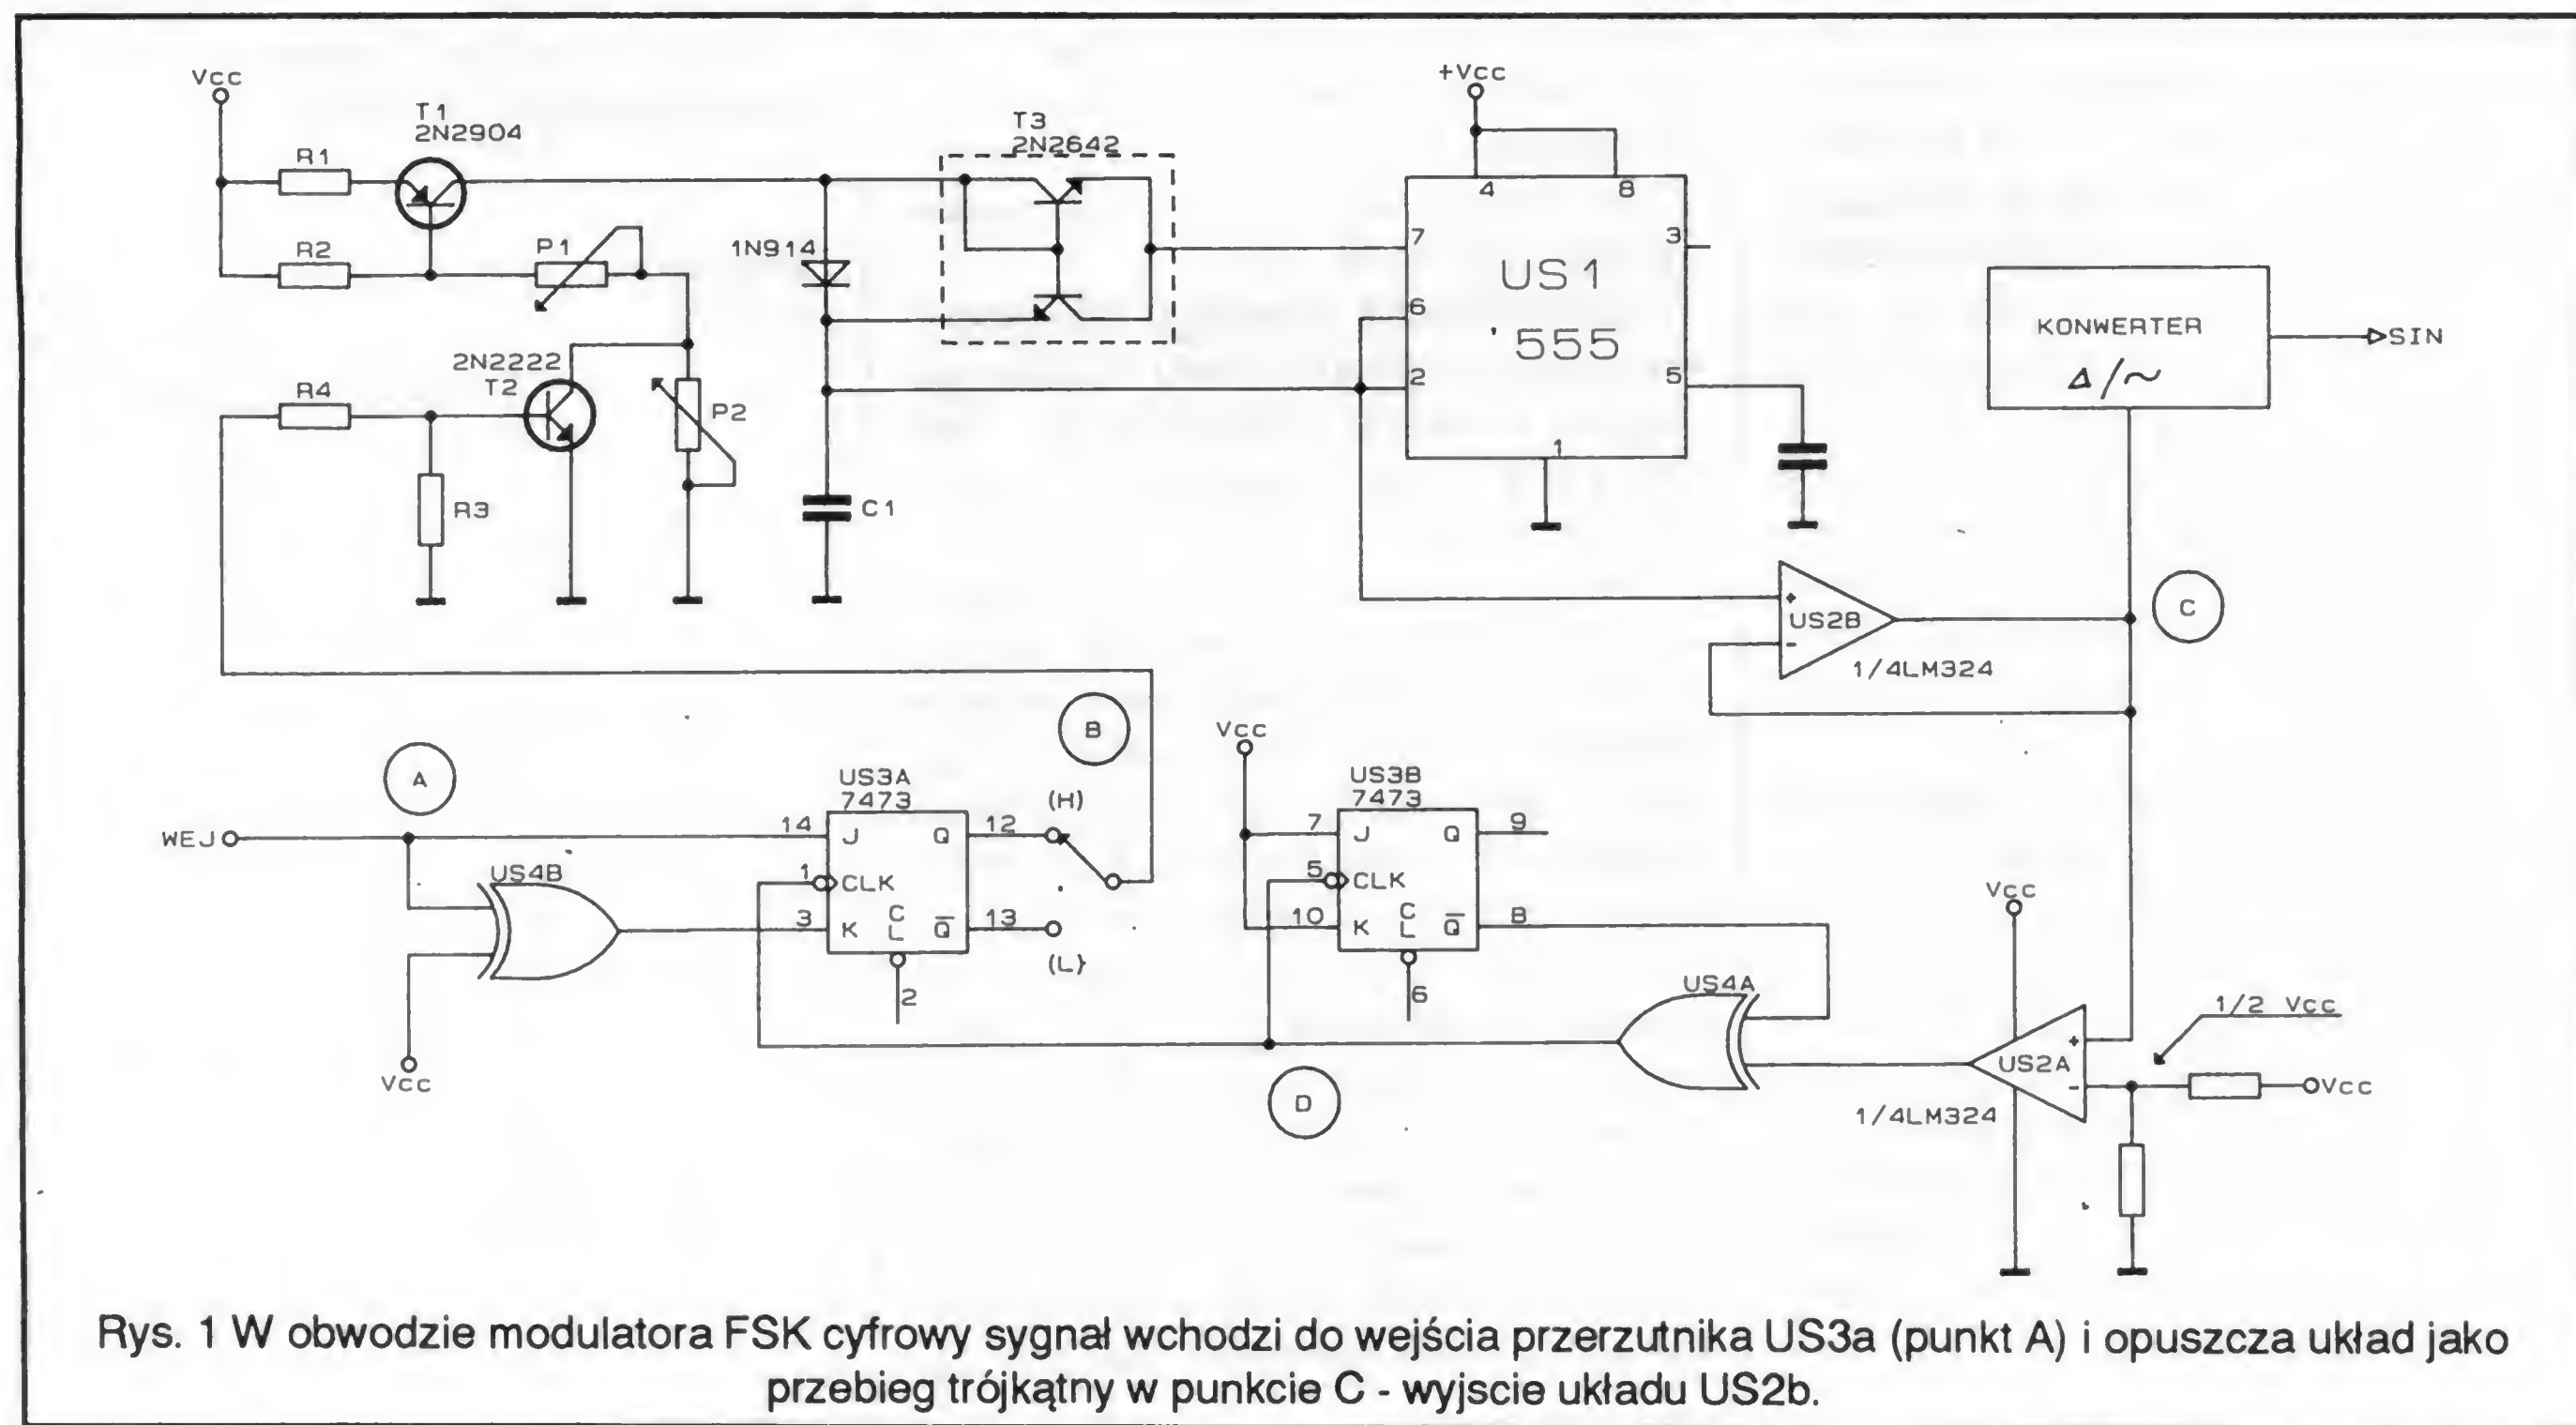 Vcc
T1
2N2904
R1
R2
P1
2N2222
T2
R4
R3
P2
1N914
C1
T3
2N2642
+Vcc
4
8
7
6
2
3
5
1
US1
'555
KONWERTER
Δ/~
SIN
+
US2B
-
1/4LM324
C
A
WEJ
US4B
Vcc
US3A
7473
14
J
Q
12
1
CLK
3
K
C
L
Q̅
13
2
(H)
(L}
B
Vcc
US3B
7473
7
J
Q
9
5
CLK
10
K
C
L
Q̅
8
6
US4A
D
Vcc
+
US2A
-
1/4LM324
1/2 Vcc
Vcc
Rys. 1 W obwodzie modulatora FSK cyfrowy sygnał wchodzi do wejścia przerzutnika US3a (punkt A) i opuszcza układ jako
przebieg trójkątny w punkcie C - wyjscie układu US2b.